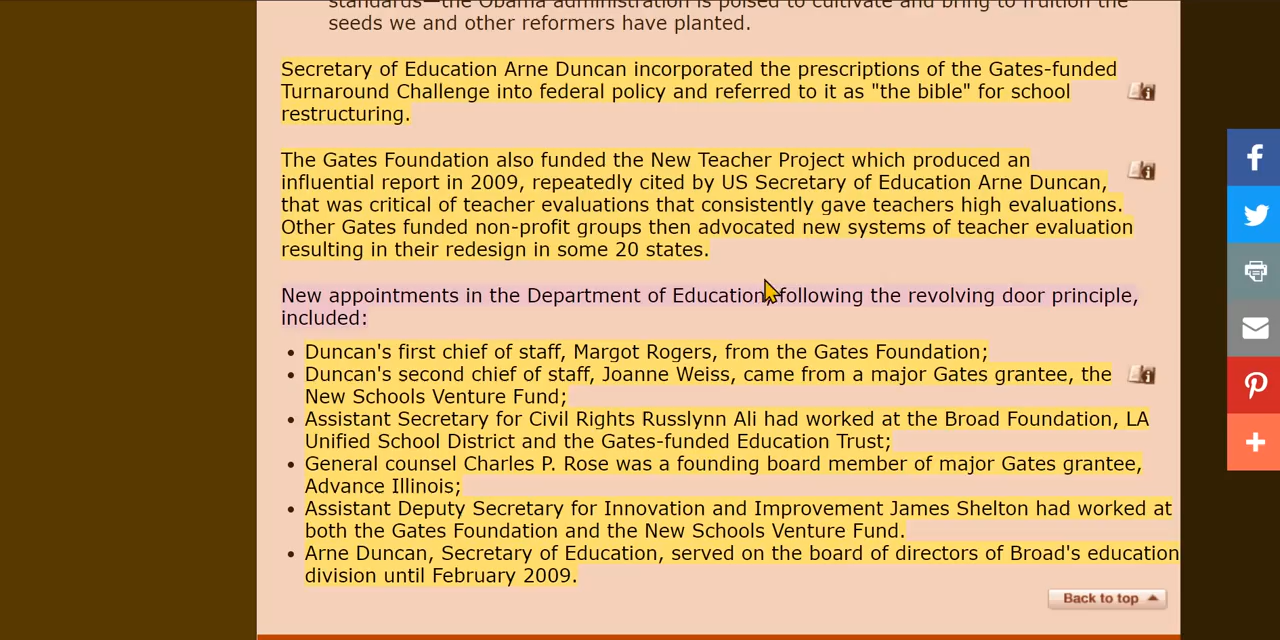 standards—the Obama administration is poised to cultivate and bring to fruition the
seeds we and other reformers have planted.
Secretary of Education Arne Duncan incorporated the prescriptions of the Gates-funded
Turnaround Challenge into federal policy and referred to it as "the bible" for school
restructuring.
The Gates Foundation also funded the New Teacher Project which produced an
influential report in 2009, repeatedly cited by US Secretary of Education Arne Duncan,
that was critical of teacher evaluations that consistently gave teachers high evaluations.
Other Gates funded non-profit groups then advocated new systems of teacher evaluation
resulting in their redesign in some 20 states.
New appointments in the Department of Education, following the revolving door principle,
included:
• Duncan's first chief of staff, Margot Rogers, from the Gates Foundation;
• Duncan's second chief of staff, Joanne Weiss, came from a major Gates grantee, the
New Schools Venture Fund;
• Assistant Secretary for Civil Rights Russlynn Ali had worked at the Broad Foundation, LA
Unified School District and the Gates-funded Education Trust;
• General counsel Charles P. Rose was a founding board member of major Gates grantee,
Advance Illinois;
• Assistant Deputy Secretary for Innovation and Improvement James Shelton had worked at
both the Gates Foundation and the New Schools Venture Fund.
• Arne Duncan, Secretary of Education, served on the board of directors of Broad's education
division until February 2009.
Back to top